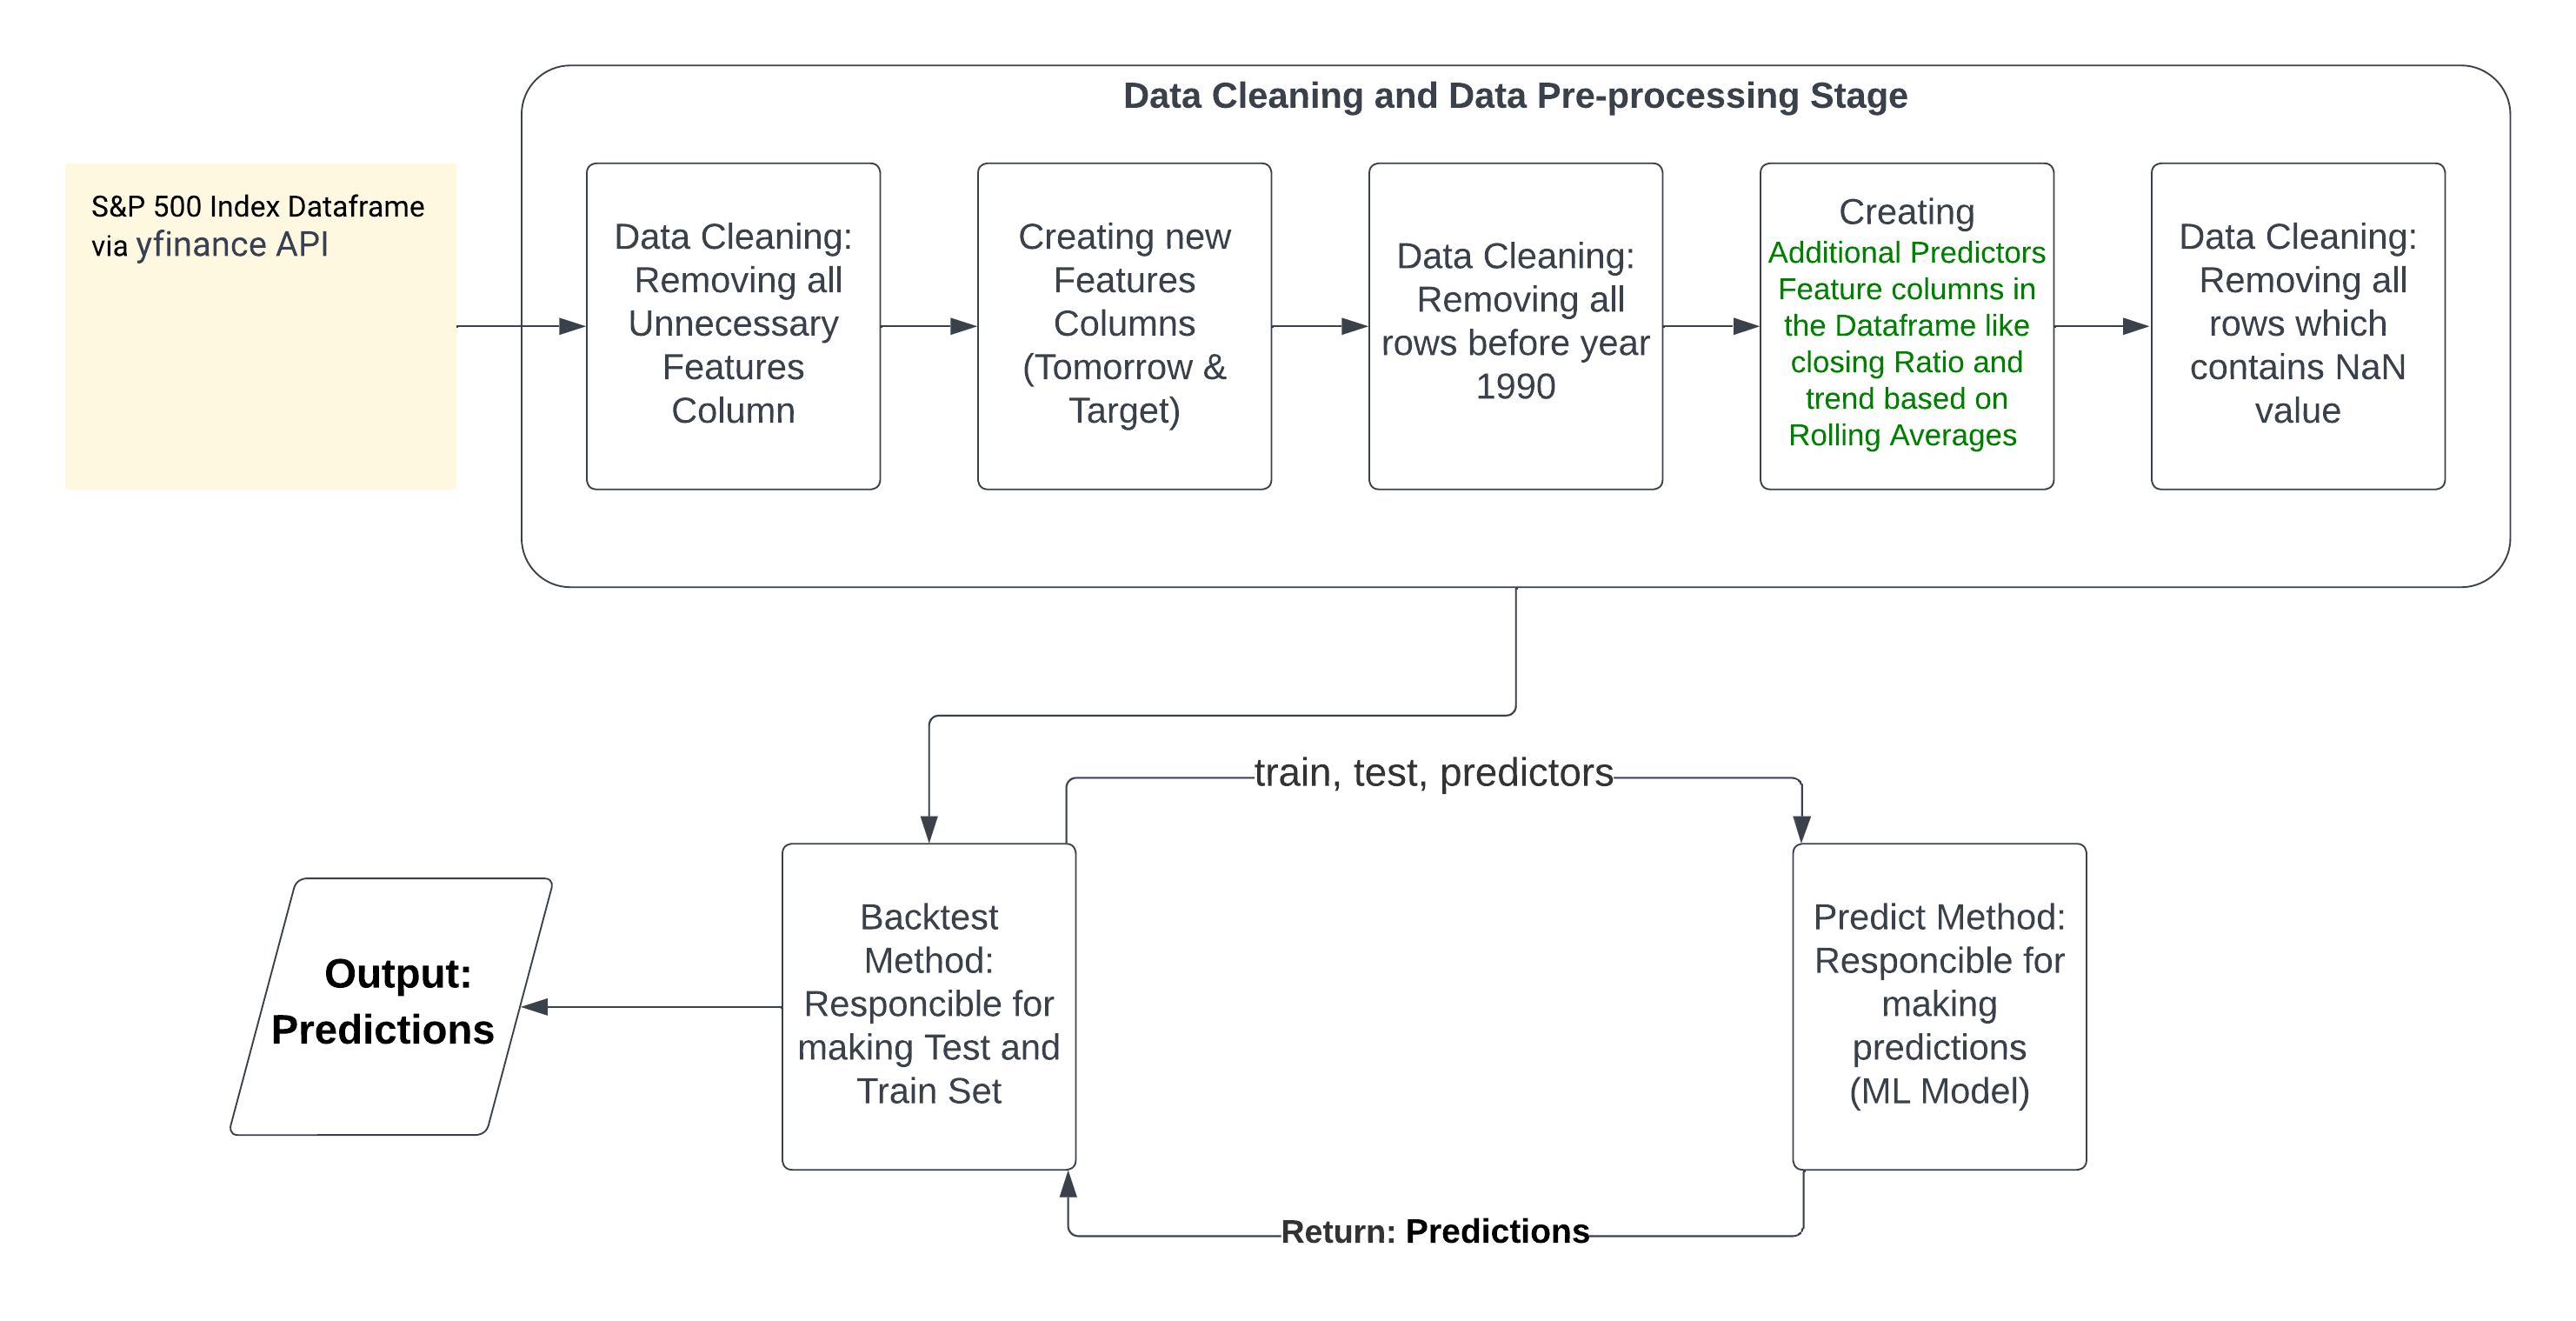 Data Cleaning and Data Pre-processing Stage
S&P 500 Index Dataframe
via yfinance API
Data Cleaning:
Removing all
Unnecessary
Features
Column
Creating new
Features
Columns
(Tomorrow &
Target)
Data Cleaning:
Removing all
rows before year
1990
Creating
Additional Predictors
Feature columns in
the Dataframe like
closing Ratio and
trend based on
Rolling Averages
Data Cleaning:
Removing all
rows which
contains NaN
value
train, test, predictors
Output:
Predictions
Backtest
Method:
Responcible for
making Test and
Train Set
Predict Method:
Responcible for
making
predictions
(ML Model)
Return: Predictions